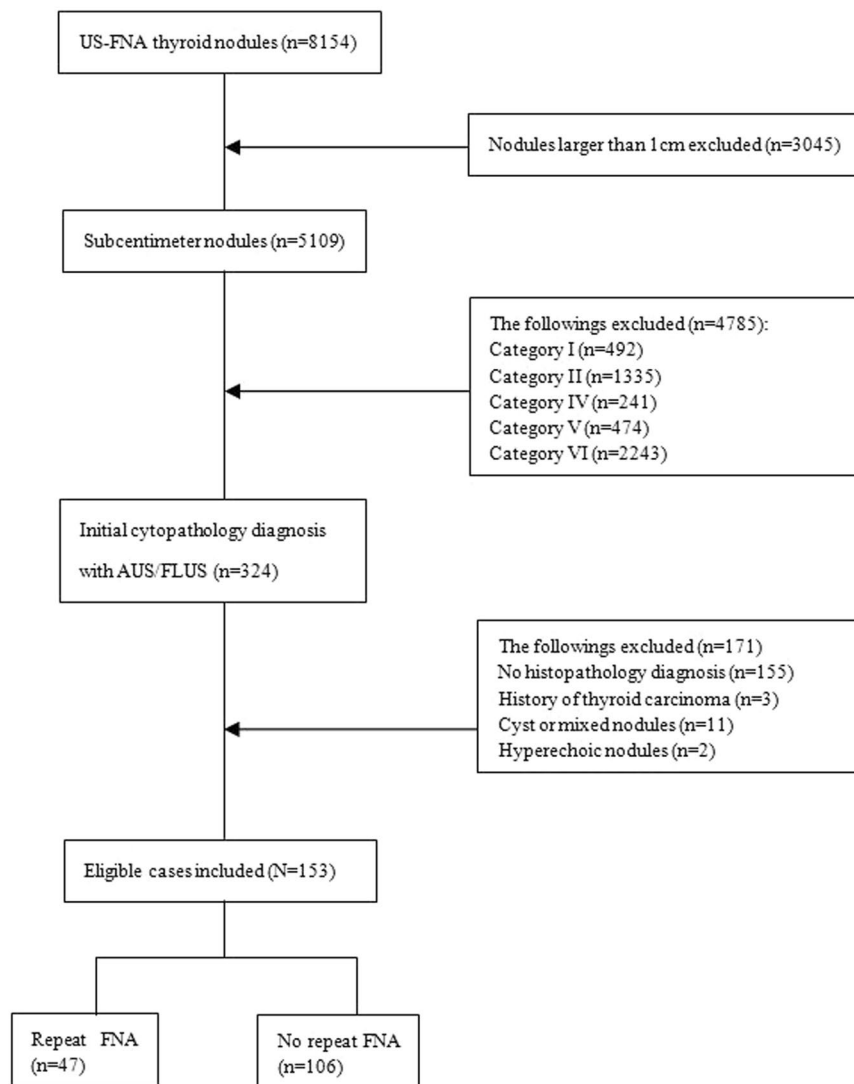 US-FNA thyroid nodules (n=8154)
Nodules larger than 1cm excluded (n=3045)
Subcentimeter nodules (n=5109)
The followings excluded (n=4785):
Category I (n=492)
Category II (n=1335)
Category IV (n=241)
Category V (n=474)
Category VI (n=2243)
Initial cytopathology diagnosis
with AUS/FLUS (n=324)
The followings excluded (n=171)
No histopathology diagnosis (n=155)
History of thyroid carcinoma (n=3)
Cyst or mixed nodules (n=11)
Hyperechoic nodules (n=2)
Eligible cases included (N=153)
Repeat FNA
(n=47)
No repeat FNA
(n=106)